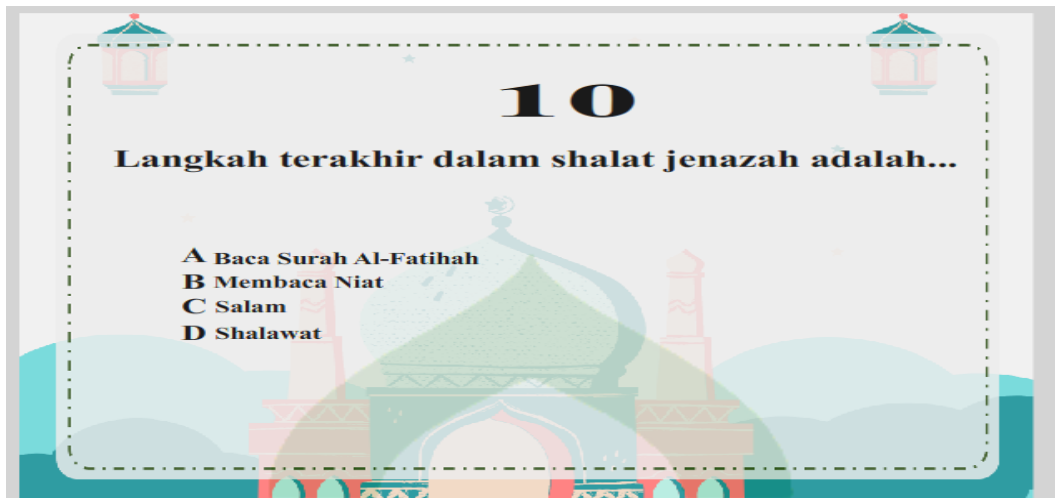 10
Langkah terakhir dalam shalat jenazah adalah...
A Baca Surah Al-Fatihah
B Membaca Niat
C Salam
D Shalawat